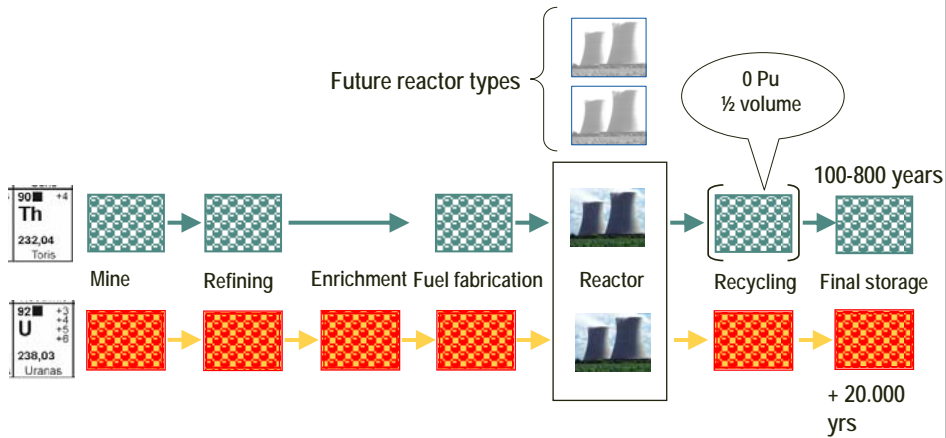 Future reactor types
0 Pu
½ volume
100-800 years
90 +4
Th
232,04
Toris
Mine
Refining
Enrichment
Fuel fabrication
Reactor
Recycling
Final storage
92 +3
+4
U +5
+6
238,03
Uranas
+ 20.000
yrs